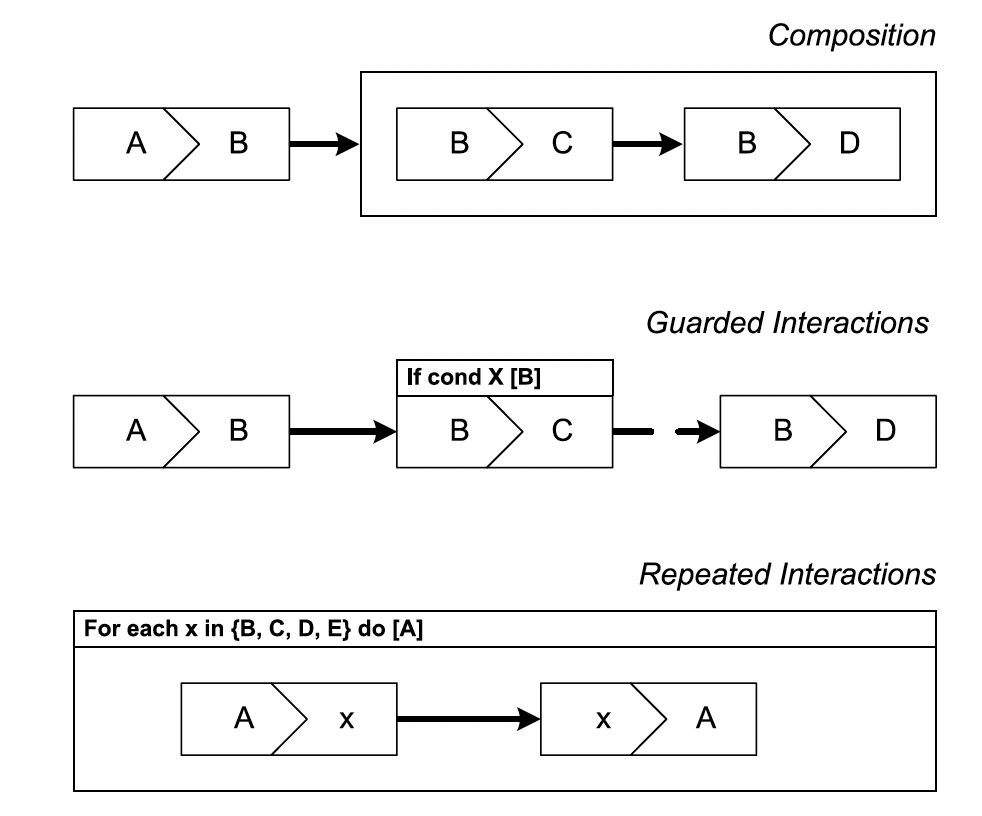 Composition
A B B C B D
Guarded Interactions
If cond X [B]
A B B C B D
Repeated Interactions
For each x in {B, C, D, E} do [A]
A x x A